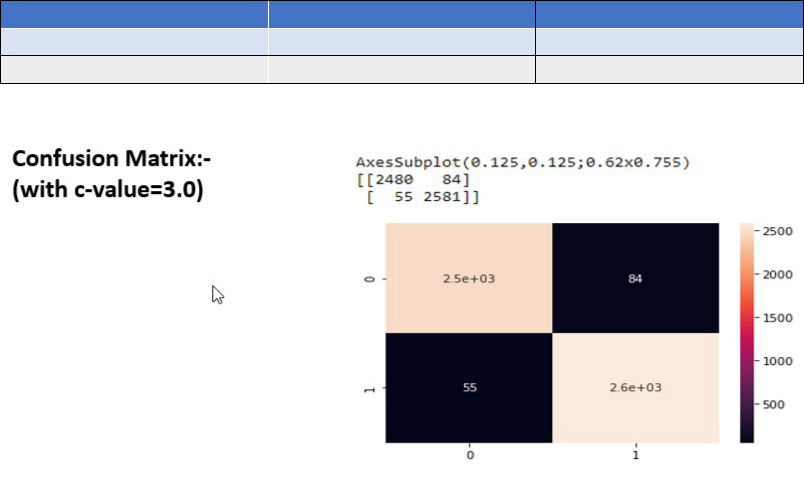 Confusion Matrix:-
(with c-value=3.0)
AxesSubplot(0.125,0.125;0.62x0.755)
[[2480   84]
 [  55 2581]]
0
2.5e+03
84
1
55
2.6e+03
0
1
2500
2000
1500
1000
500